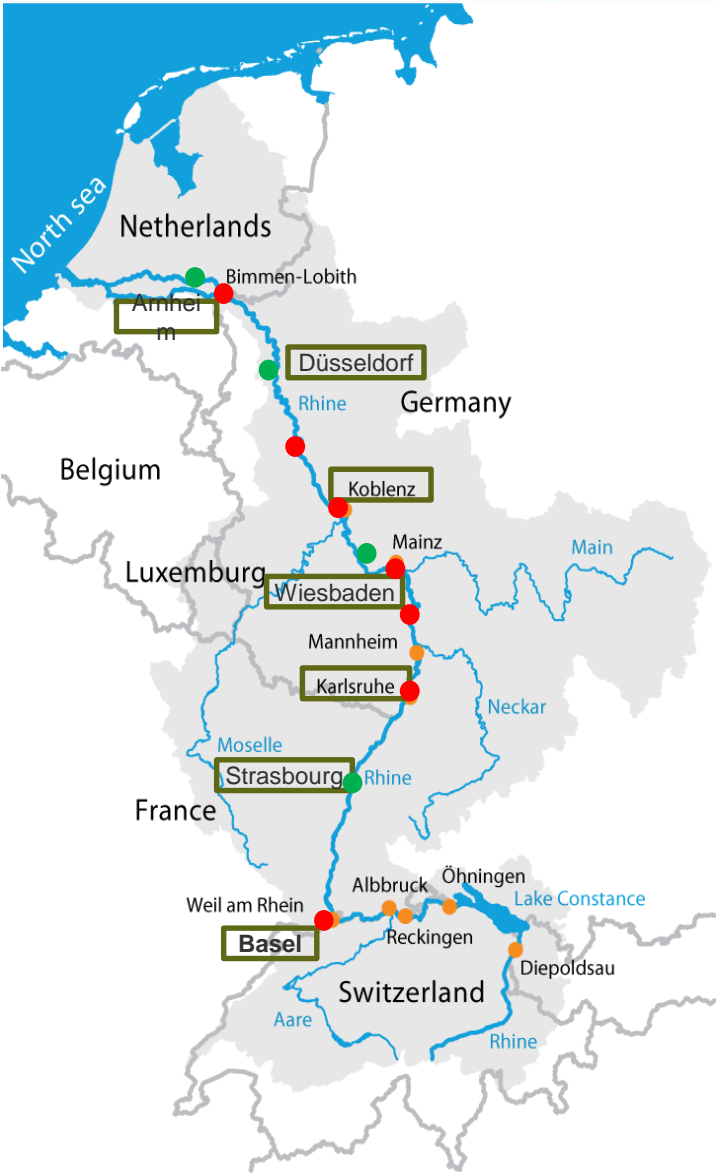 North sea
Netherlands
Bimmen-Lobith
Arnhei
m
Düsseldorf
Rhine
Germany
Belgium
Koblenz
Mainz
Main
Luxemburg
Wiesbaden
Mannheim
Karlsruhe
Neckar
Moselle
Strasbourg
Rhine
France
Öhningen
Albbruck
Lake Constance
Weil am Rhein
Reckingen
Basel
Diepoldsau
Switzerland
Aare
Rhine